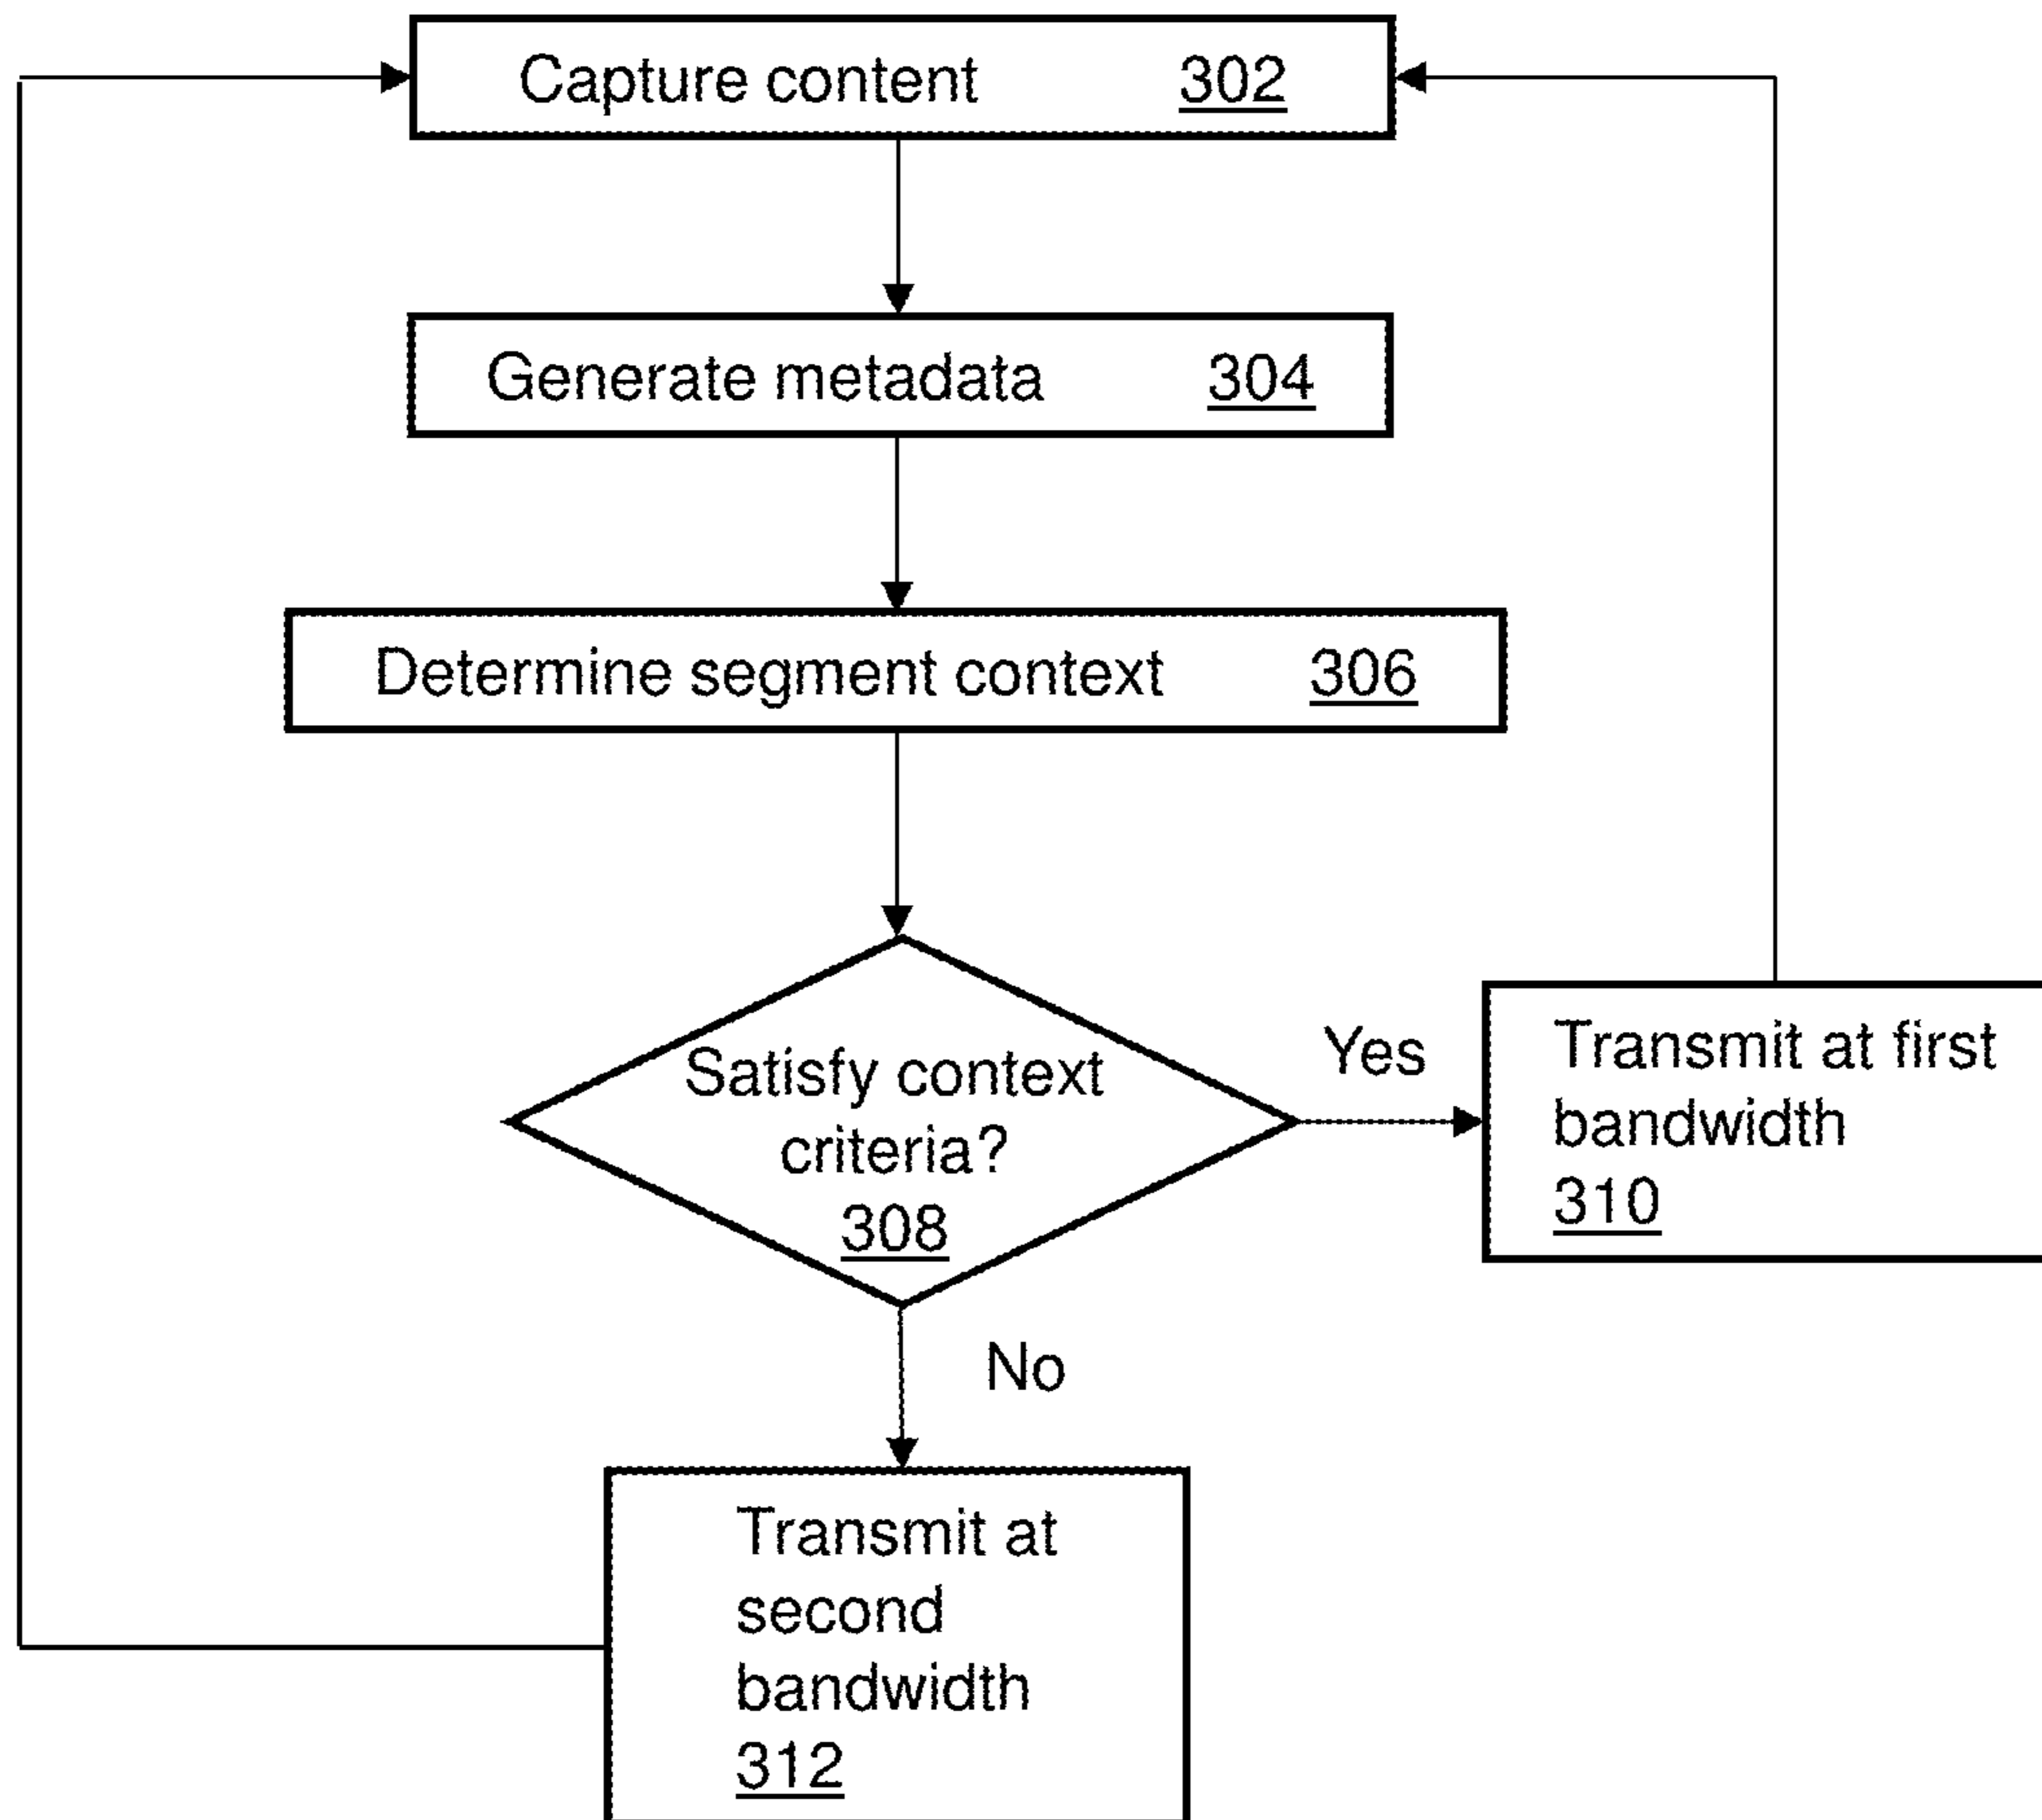 Capture content 302
Generate metadata 304
Determine segment context 306
Satisfy context
criteria?
308
Yes
Transmit at first
bandwidth
310
No
Transmit at
second
bandwidth
312